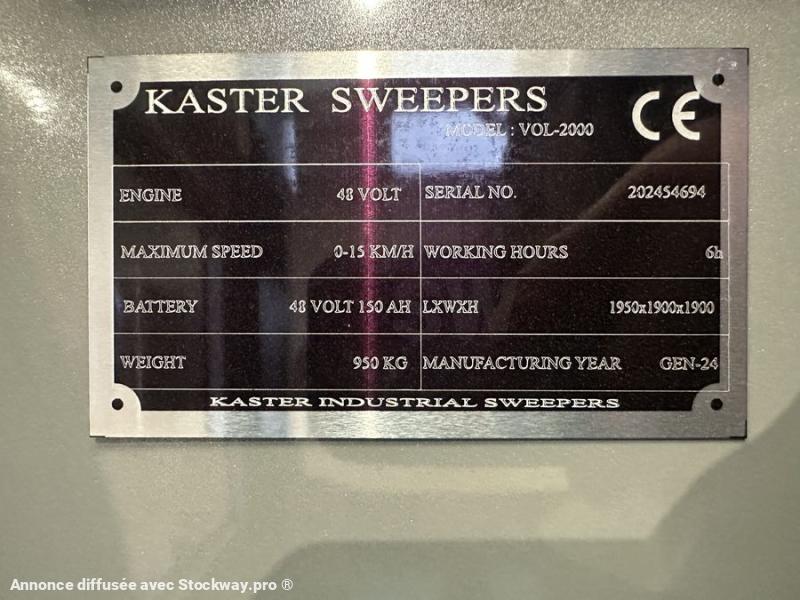 KASTER SWEEPERS
MODEL : VOL-2000
CE
ENGINE 48 VOLT SERIAL NO. 202454694
MAXIMUM SPEED 0-15 KM/H WORKING HOURS 6h
BATTERY 48 VOLT 150 AH LXWXH 1950x1900x1900
WEIGHT 950 KG MANUFACTURING YEAR GEN-24
KASTER INDUSTRIAL SWEEPERS
Annonce diffusée avec Stockway.pro ®